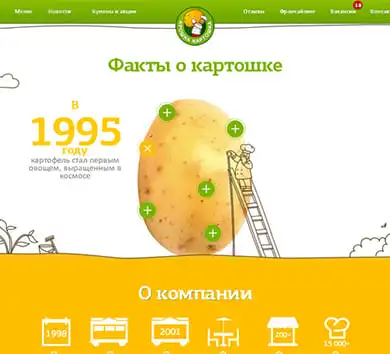 Меню Новости Купоны и акции Отзывы Франчайзинг Вакансии 18
Факты о картошке
В
1995
году
картофель стал первым
овощем, выращенным в
космосе
О компании
1998 2001 200+ 15 000+